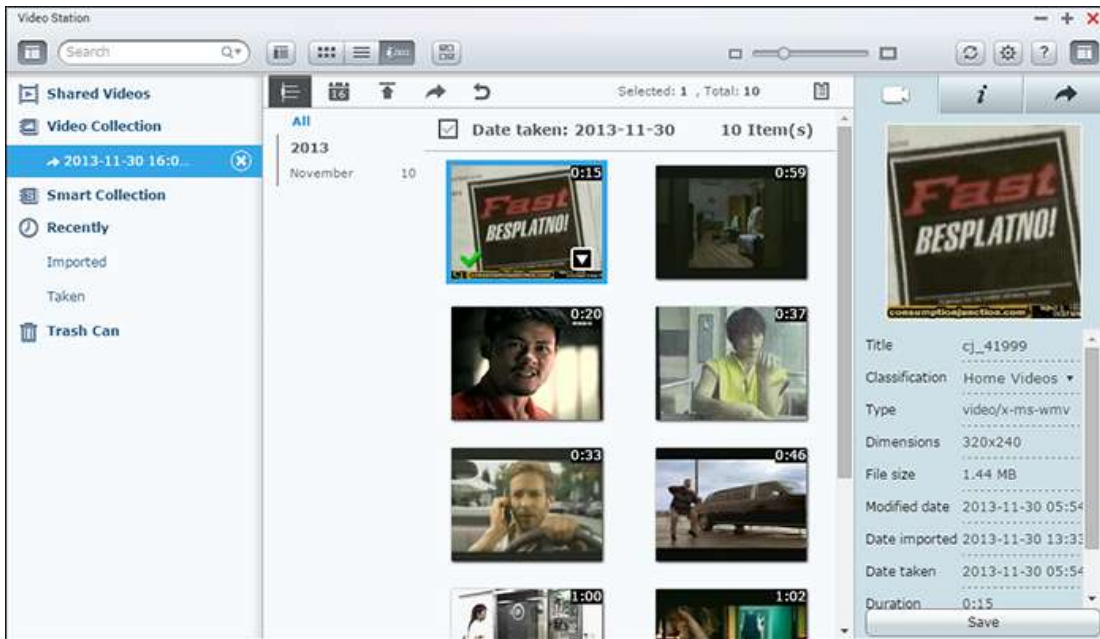 Video Station
Search
Shared Videos
Video Collection
2013-11-30 16:0...
Smart Collection
Recently
Imported
Taken
Trash Can
16
Selected: 1 , Total: 10
All
2013
November 10
Date taken: 2013-11-30 10 Item(s)
0:15
Fast
BESPLATNO!
0:59
0:20
0:37
0:33
0:46
1:00
1:02
i
Fast
BESPLATNO!
consumptionjunction.com
Title cj_41999
Classification Home Videos
Type video/x-ms-wmv
Dimensions 320x240
File size 1.44 MB
Modified date 2013-11-30 05:54
Date imported 2013-11-30 13:33
Date taken 2013-11-30 05:54
Duration 0:15
Save